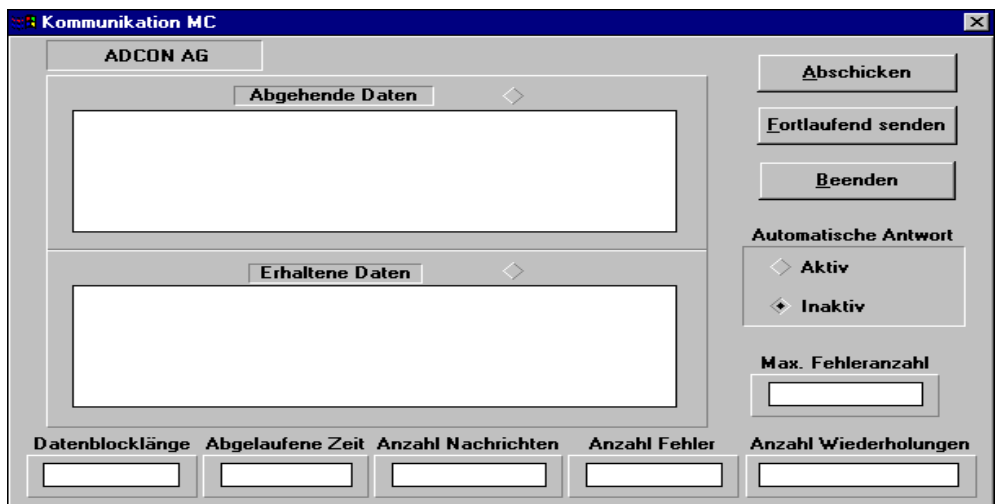 Kommunikation MC
ADCON AG
Abgehende Daten
Erhaltene Daten
Abschicken
Fortlaufend senden
Beenden
Automatische Antwort
Aktiv
Inaktiv
Max. Fehleranzahl
Datenblocklänge Abgelaufene Zeit Anzahl Nachrichten Anzahl Fehler Anzahl Wiederholungen